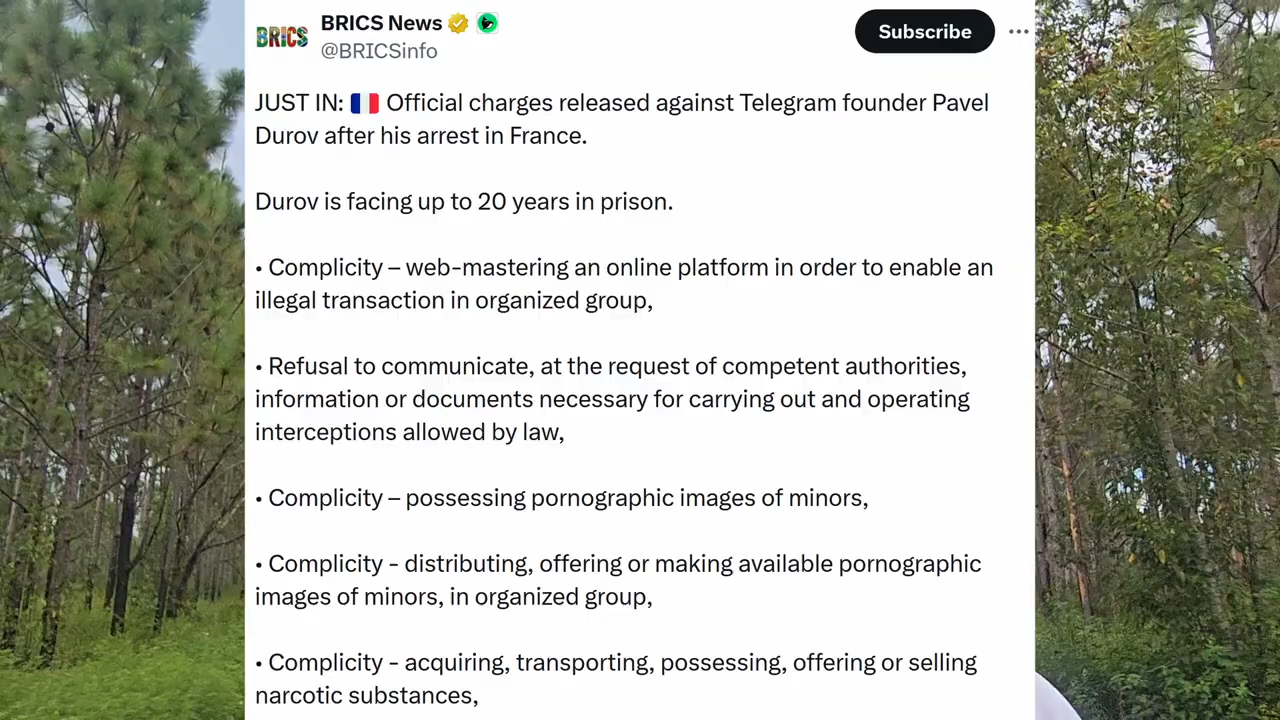 BRICS
BRICS News
@BRICSinfo
Subscribe
JUST IN: 🇫🇷 Official charges released against Telegram founder Pavel
Durov after his arrest in France.
Durov is facing up to 20 years in prison.
• Complicity – web-mastering an online platform in order to enable an
illegal transaction in organized group,
• Refusal to communicate, at the request of competent authorities,
information or documents necessary for carrying out and operating
interceptions allowed by law,
• Complicity – possessing pornographic images of minors,
• Complicity - distributing, offering or making available pornographic
images of minors, in organized group,
• Complicity - acquiring, transporting, possessing, offering or selling
narcotic substances,